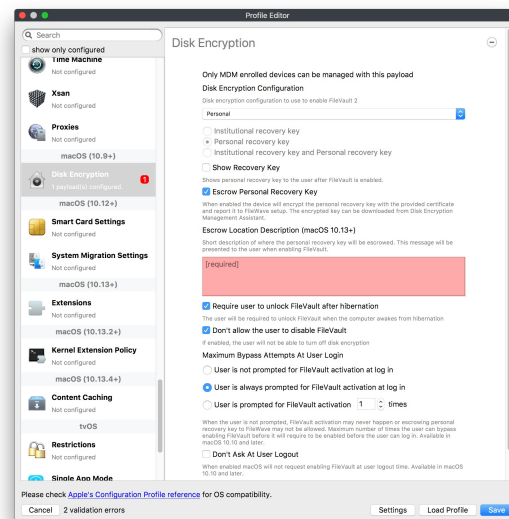 Profile Editor
Search
show only configured
Time Machine
Not configured
Xsan
Not configured
Proxies
Not configured
macOS (10.9+)
Disk Encryption
1 payload(s) configured.
1
macOS (10.12+)
Smart Card Settings
Not configured
System Migration Settings
Not configured
macOS (10.13+)
Extensions
Not configured
macOS (10.13.2+)
Kernel Extension Policy
Not configured
macOS (10.13.4+)
Content Caching
Not configured
tvOS
Restrictions
Not configured
Single App Mode
Disk Encryption
Only MDM enrolled devices can be managed with this payload
Disk Encryption Configuration
Disk encryption configuration to use to enable FileVault 2
Personal
Institutional recovery key
Personal recovery key
Institutional recovery key and Personal recovery key
Show Recovery Key
Shows personal recovery key to the user after FileVault is enabled.
Escrow Personal Recovery Key
When enabled the device will encrypt the personal recovery key with the provided certificate
and report it to FileWave setup. The encrypted key can be downloaded from Disk Encryption
Management Assistant.
Escrow Location Description (macOS 10.13+)
Short description of where the personal recovery key will be escrowed. This message will be
presented to the user when enabling FileVault.
[required]
Require user to unlock FileVault after hibernation
The user will be required to unlock FileVault when the computer awakes from hibernation
Don't allow the user to disable FileVault
If enabled, the user will not be able to turn off disk encryption
Maximum Bypass Attempts At User Login
User is not prompted for FileVault activation at log in
User is always prompted for FileVault activation at log in
User is prompted for FileVault activation 1 times
When the user is not prompted, FileVault activation may never happen or escrowing personal
recovery key to FileWave may not be allowed. Maximum number of times the user can bypass
enabling FileVault before it will require to be enabled before the user can log in. Available in
macOS 10.10 and later.
Don't Ask At User Logout
When enabled macOS will not request enabling FileVault at user logout time. Available in macOS
10.10 and later.
Please check Apple's Configuration Profile reference for OS compatibility.
Cancel 2 validation errors
Settings
Load Profile
Save